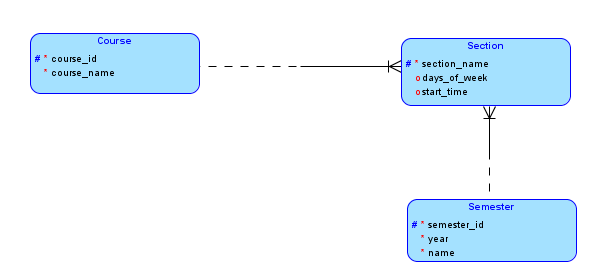 Course
# * course_id
* course_name
Section
# * section_name
o days_of_week
o start_time
Semester
# * semester_id
* year
* name